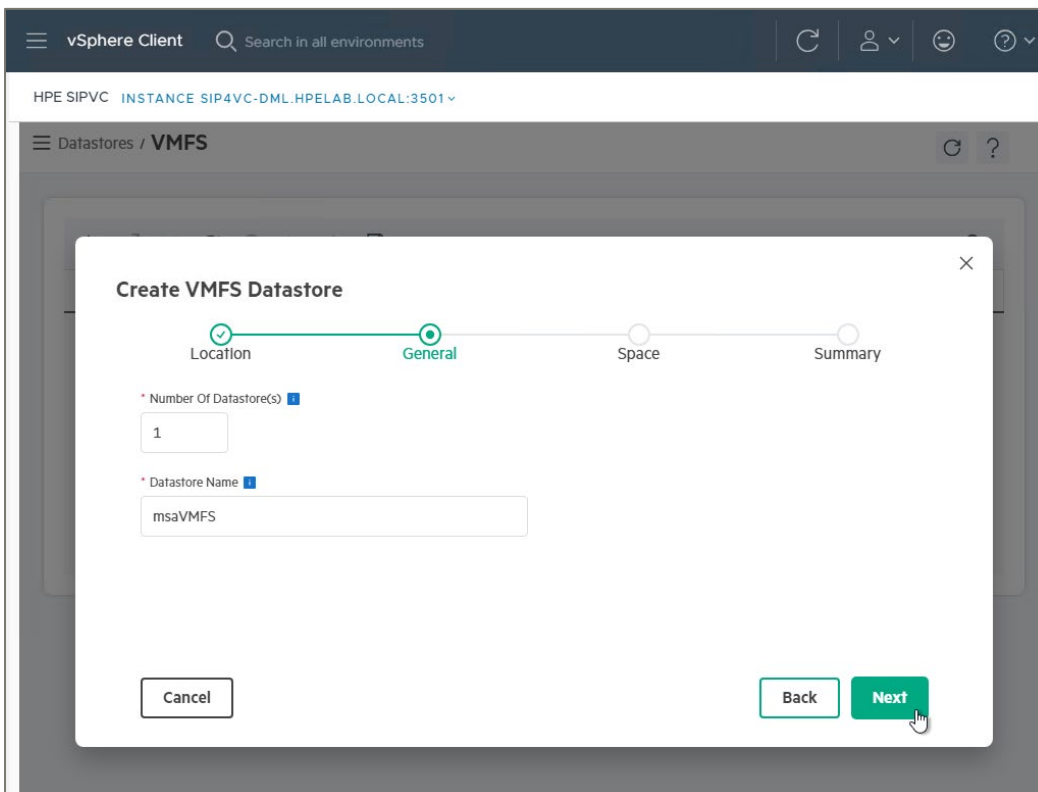 vSphere Client Search in all environments
HPE SIPVC INSTANCE SIP4VC-DML.HPELAB.LOCAL:3501
Datastores / VMFS
Create VMFS Datastore
Location General Space Summary
* Number Of Datastore(s)
1
* Datastore Name
msaVMFS
Cancel Back Next